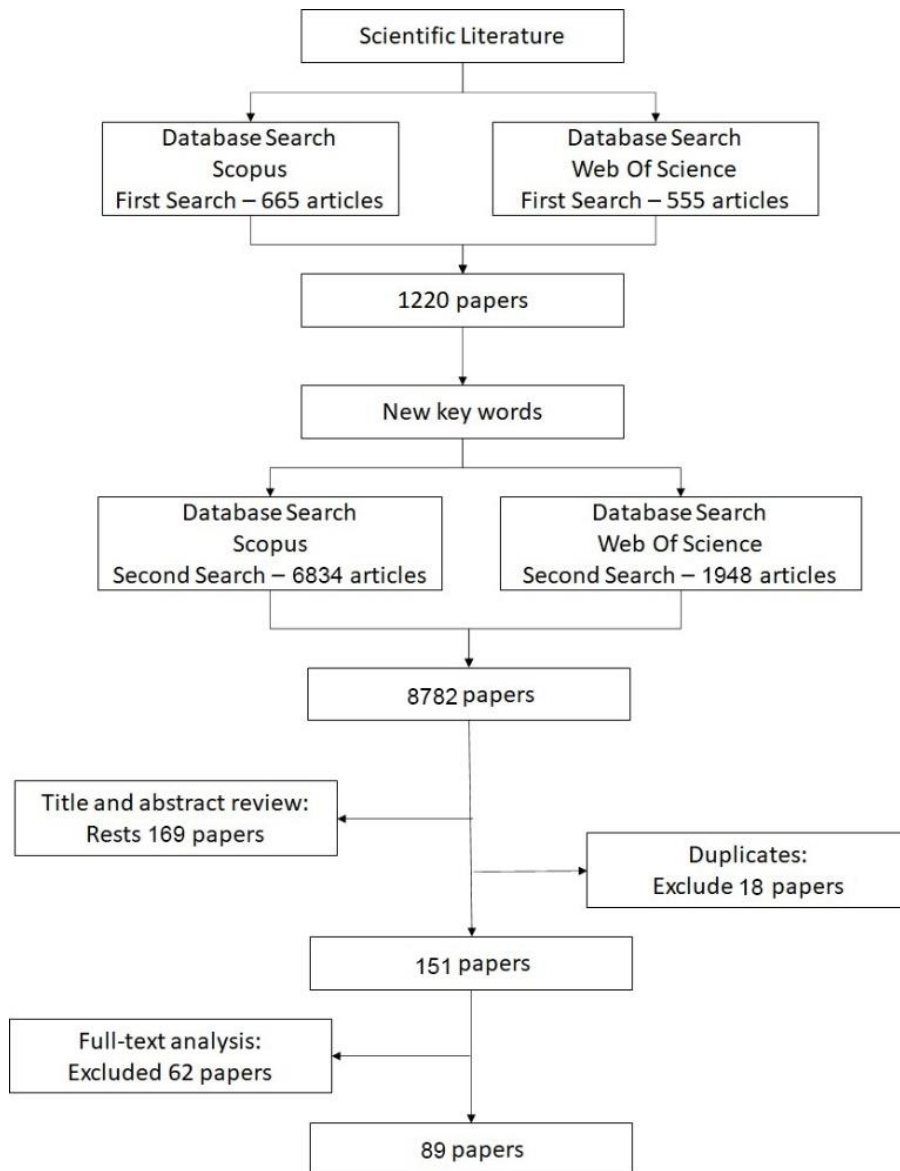 Scientific Literature
Database Search
Scopus
First Search – 665 articles
Database Search
Web Of Science
First Search – 555 articles
1220 papers
New key words
Database Search
Scopus
Second Search – 6834 articles
Database Search
Web Of Science
Second Search – 1948 articles
8782 papers
Title and abstract review:
Rests 169 papers
Duplicates:
Exclude 18 papers
151 papers
Full-text analysis:
Excluded 62 papers
89 papers